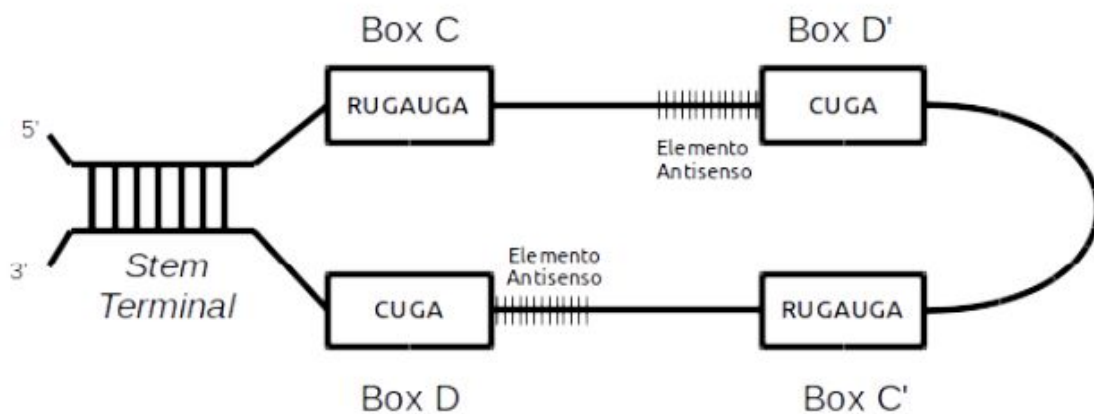 Box C
Box D'
RUGAUGA
CUGA
5'
Elemento
Antisenso
3'
Stem
Terminal
Elemento
Antisenso
CUGA
RUGAUGA
Box D
Box C'